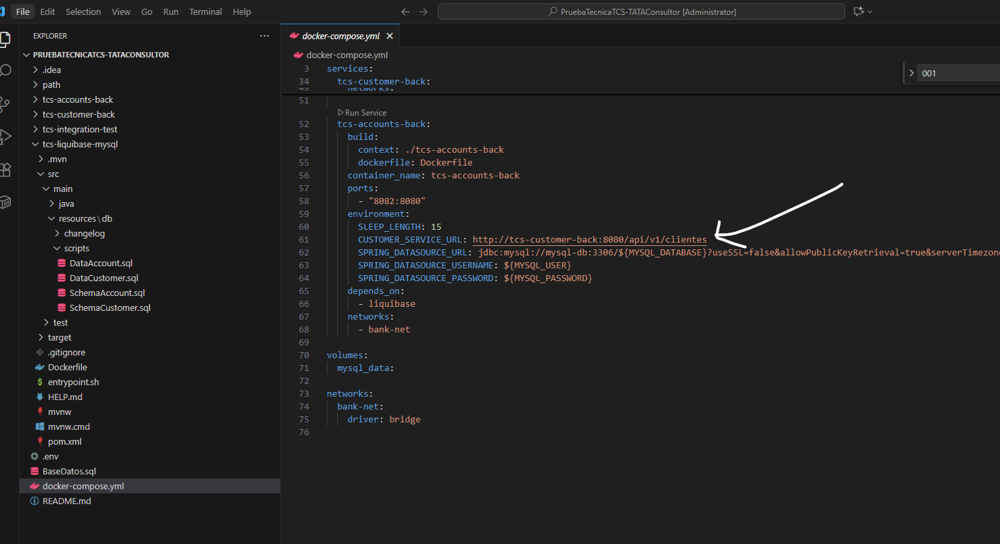 File Edit Selection View Go Run Terminal Help
PruebaTecnicaTCS-TATAConsultor [Administrator]
EXPLORER
PRUEBATECNICATCS-TATACONSULTOR
.idea
path
tcs-accounts-back
tcs-customer-back
tcs-integration-test
tcs-liquibase-mysql
.mvn
src
main
java
resources\db
changelog
scripts
DataAccount.sql
DataCustomer.sql
SchemaAccount.sql
SchemaCustomer.sql
test
target
.gitignore
Dockerfile
entrypoint.sh
HELP.md
mvnw
mvnw.cmd
pom.xml
.env
BaseDatos.sql
docker-compose.yml
README.md
docker-compose.yml
docker-compose.yml
001
3 services:
34 tcs-customer-back:
49 networks:
51
Run Service
52 tcs-accounts-back:
53 build:
54 context: ./tcs-accounts-back
55 dockerfile: Dockerfile
56 container_name: tcs-accounts-back
57 ports:
58 - "8082:8080"
59 environment:
60 SLEEP_LENGTH: 15
61 CUSTOMER_SERVICE_URL: http://tcs-customer-back:8080/api/v1/clientes
62 SPRING_DATASOURCE_URL: jdbc:mysql://mysql-db:3306/${MYSQL_DATABASE}?useSSL=false&allowPublicKeyRetrieval=true&serverTimezone
63 SPRING_DATASOURCE_USERNAME: ${MYSQL_USER}
64 SPRING_DATASOURCE_PASSWORD: ${MYSQL_PASSWORD}
65 depends_on:
66 - liquibase
67 networks:
68 - bank-net
69
70 volumes:
71 mysql_data:
72
73 networks:
74 bank-net:
75 driver: bridge
76